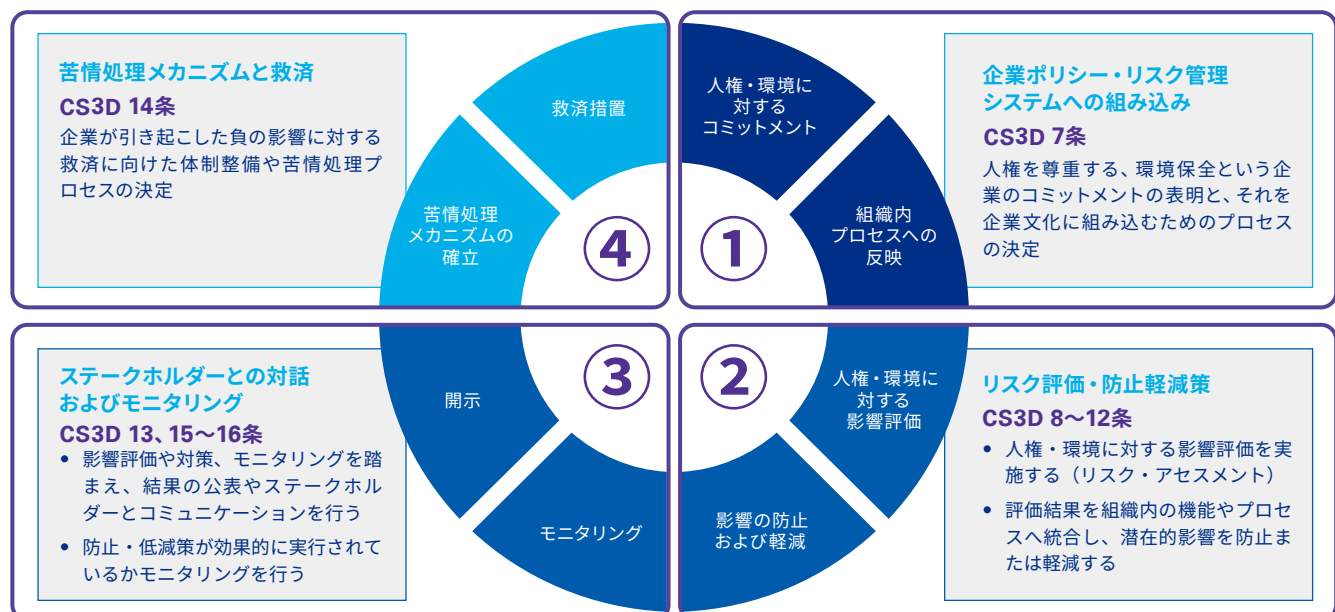 苦情処理メカニズムと救済
CS3D 14条
企業が引き起こした負の影響に対する
救済に向けた体制整備や苦情処理プ
ロセスの決定
救済措置
苦情処理
メカニズムの
確立
④
人権・環境に
対する
コミットメント
組織内
プロセスへの
反映
①
企業ポリシー・リスク管理
システムへの組み込み
CS3D 7条
人権を尊重する、環境保全という企
業のコミットメントの表明と、それを
企業文化に組み込むためのプロセス
の決定
ステークホルダーとの対話
およびモニタリング
CS3D 13、15～16条
• 影響評価や対策、モニタリングを踏
まえ、結果の公表やステークホル
ダーとコミュニケーションを行う
• 防止・低減策が効果的に実行されて
いるかモニタリングを行う
開示
モニタリング
③
②
人権・環境に
対する
影響評価
影響の防止
および軽減
リスク評価・防止軽減策
CS3D 8～12条
• 人権・環境に対する影響評価を実
施する（リスク・アセスメント）
• 評価結果を組織内の機能やプロセ
スへ統合し、潜在的影響を防止ま
たは軽減する